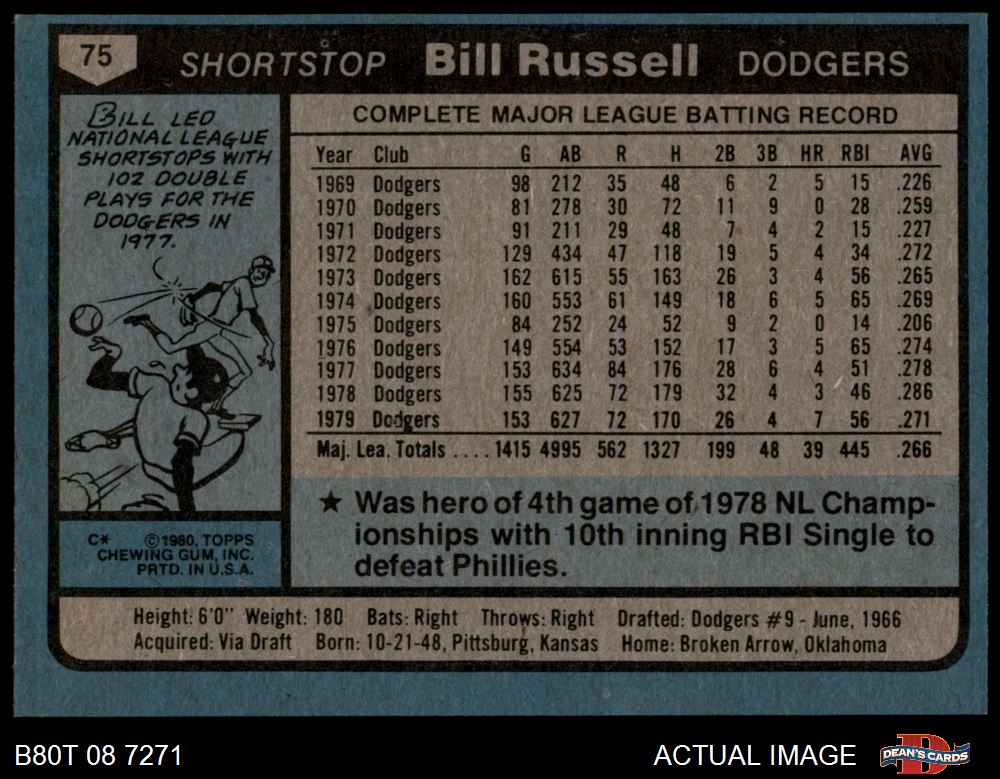 75 SHORTSTOP Bill Russell DODGERS
BILL LED
NATIONAL LEAGUE
SHORTSTOPS WITH
102 DOUBLE
PLAYS FOR THE
DODGERS IN
1977.
C* ©1980, TOPPS
CHEWING GUM, INC.
PRTD. IN U.S.A.
COMPLETE MAJOR LEAGUE BATTING RECORD
Year Club G AB R H 2B 3B HR RBI AVG
1969 Dodgers 98 212 35 48 6 2 5 15 .226
1970 Dodgers 81 278 30 72 11 9 0 28 .259
1971 Dodgers 91 211 29 48 7 4 2 15 .227
1972 Dodgers 129 434 47 118 19 5 4 34 .272
1973 Dodgers 162 615 55 163 26 3 4 56 .265
1974 Dodgers 160 553 61 149 18 6 5 65 .269
1975 Dodgers 84 252 24 52 9 2 0 14 .206
1976 Dodgers 149 554 53 152 17 3 5 65 .274
1977 Dodgers 153 634 84 176 28 6 4 51 .278
1978 Dodgers 155 625 72 179 32 4 3 46 .286
1979 Dodgers 153 627 72 170 26 4 7 56 .271
Maj. Lea. Totals .... 1415 4995 562 1327 199 48 39 445 .266
★ Was hero of 4th game of 1978 NL Champ-
ionships with 10th inning RBI Single to
defeat Phillies.
Height: 6'0" Weight: 180 Bats: Right Throws: Right Drafted: Dodgers #9 - June, 1966
Acquired: Via Draft Born: 10-21-48, Pittsburg, Kansas Home: Broken Arrow, Oklahoma
B80T 08 7271 ACTUAL IMAGE DEAN'S CARDS